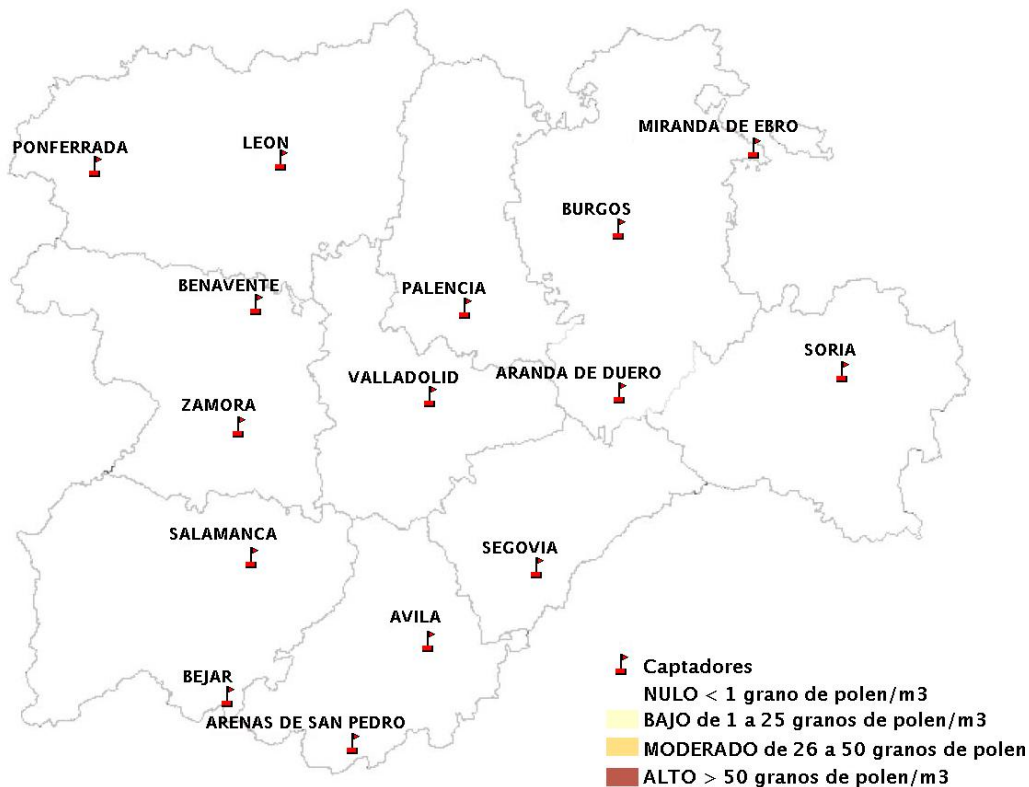 MIRANDA DE EBRO
PONFERRADA
LEON
BURGOS
BENAVENTE
PALENCIA
SORIA
VALLADOLID
ARANDA DE DUERO
ZAMORA
SALAMANCA
SEGOVIA
AVILA
BEJAR
ARENAS DE SAN PEDRO
Captadores
NULO < 1 grano de polen/m3
BAJO de 1 a 25 granos de polen/m3
MODERADO de 26 a 50 granos de polen
ALTO > 50 granos de polen/m3